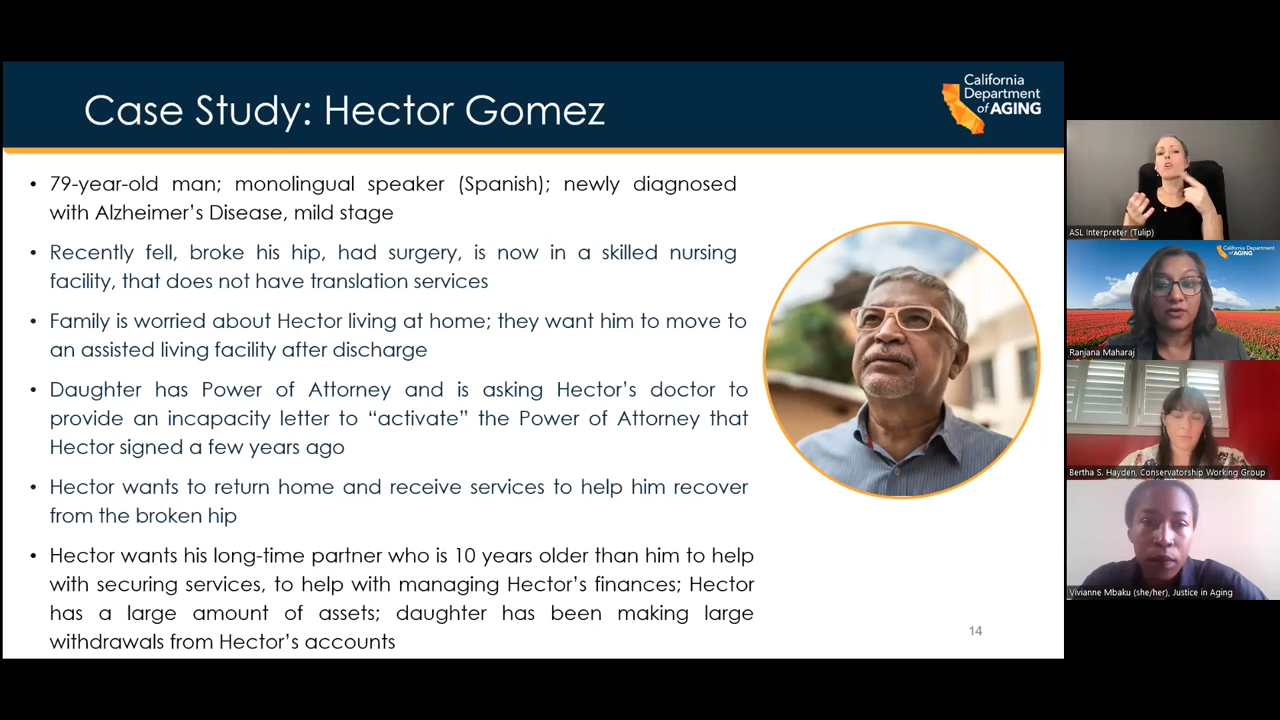 Case Study: Hector Gomez
California
Department
of AGING
• 79-year-old man; monolingual speaker (Spanish); newly diagnosed
with Alzheimer’s Disease, mild stage
• Recently fell, broke his hip, had surgery, is now in a skilled nursing
facility, that does not have translation services
• Family is worried about Hector living at home; they want him to move to
an assisted living facility after discharge
• Daughter has Power of Attorney and is asking Hector’s doctor to
provide an incapacity letter to “activate” the Power of Attorney that
Hector signed a few years ago
• Hector wants to return home and receive services to help him recover
from the broken hip
• Hector wants his long-time partner who is 10 years older than him to help
with securing services, to help with managing Hector’s finances; Hector
has a large amount of assets; daughter has been making large
withdrawals from Hector’s accounts
14
ASL Interpreter (Tulip)
California Department
of AGING
Ranjana Maharaj
Bertha S. Hayden, Conservatorship Working Group
Vivianne Mbaku (she/her), Justice in Aging